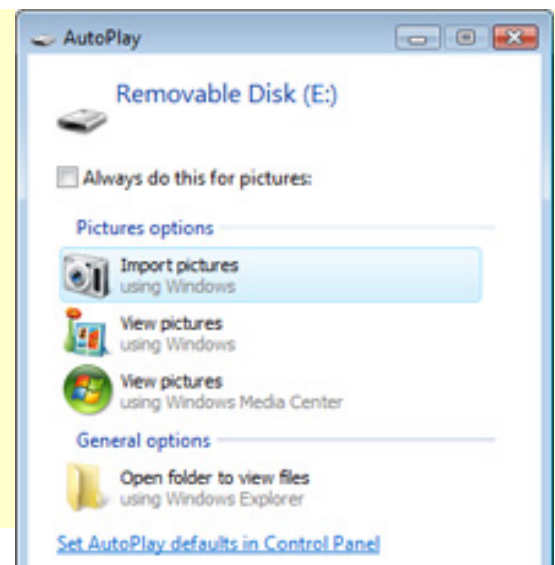 AutoPlay
Removable Disk (E:)
Always do this for pictures:
Pictures options
Import pictures
using Windows
View pictures
using Windows
View pictures
using Windows Media Center
General options
Open folder to view files
using Windows Explorer
Set AutoPlay defaults in Control Panel